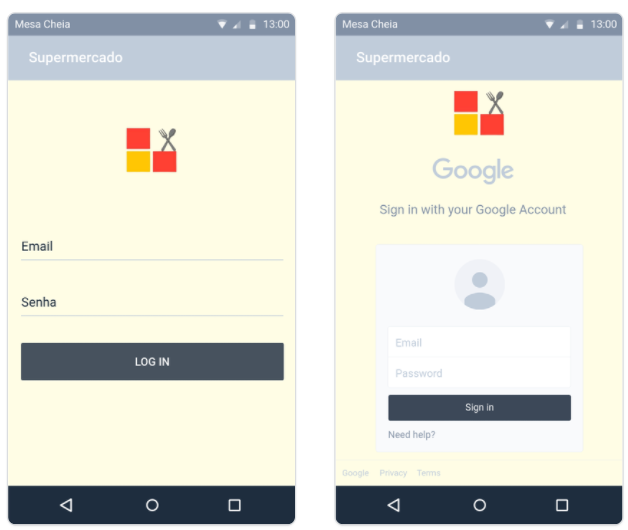 Mesa Cheia 13:00
Supermercado
Email
Senha
LOG IN
Mesa Cheia 13:00
Supermercado
Google
Sign in with your Google Account
Email
Password
Sign in
Need help?
Google Privacy Terms